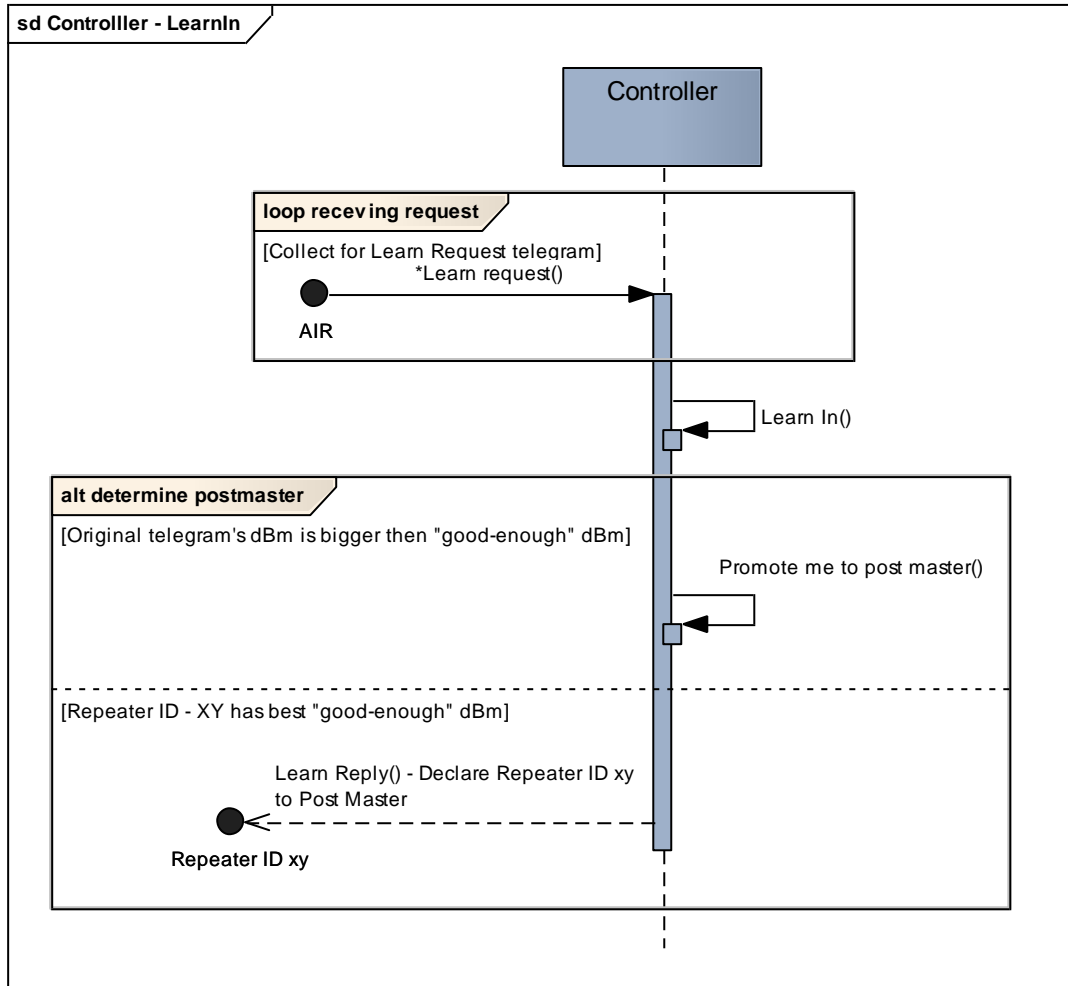 sd Controlller - LearnIn
Controller
loop receving request
[Collect for Learn Request telegram]
*Learn request()
AIR
Learn In()
alt determine postmaster
[Original telegram's dBm is bigger then "good-enough" dBm]
Promote me to post master()
[Repeater ID - XY has best "good-enough" dBm]
Learn Reply() - Declare Repeater ID xy
to Post Master
Repeater ID xy